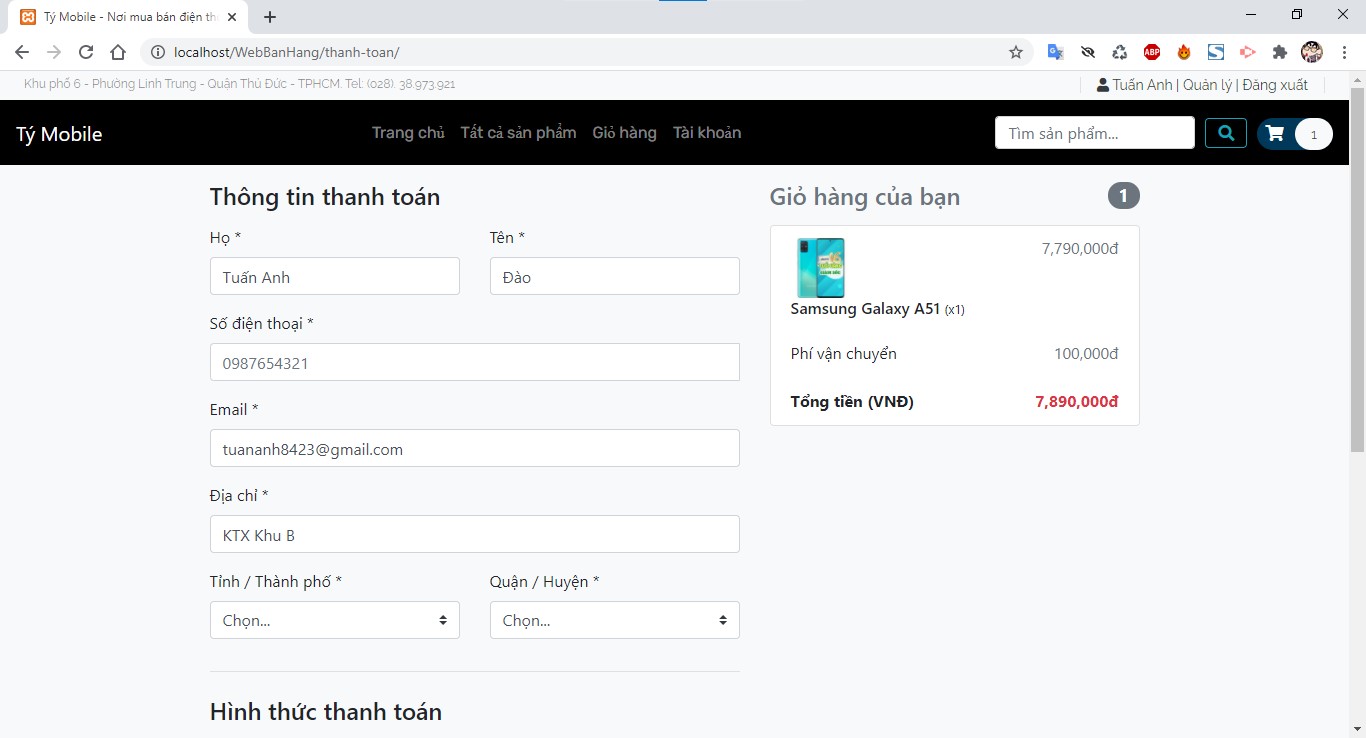 Tý Mobile - Nơi mua bán điện th
localhost/WebBanHang/thanh-toan/
ABP
Khu phố 6 - Phường Linh Trung - Quận Thủ Đức - TPHCM. Tel: (028). 38.973.921
Tuấn Anh | Quản lý | Đăng xuất
Tý Mobile
Trang chủ Tất cả sản phẩm Giỏ hàng Tài khoản
Tìm sản phẩm...
1
Thông tin thanh toán
Họ * Tên *
Tuấn Anh Đào
Số điện thoại *
0987654321
Email *
tuananh8423@gmail.com
Địa chỉ *
KTX Khu B
Tỉnh / Thành phố * Quận / Huyện *
Chọn... Chọn...
Hình thức thanh toán
Giỏ hàng của bạn 1
7,790,000đ
Samsung Galaxy A51 (x1)
Phí vận chuyển 100,000đ
Tổng tiền (VNĐ) 7,890,000đ